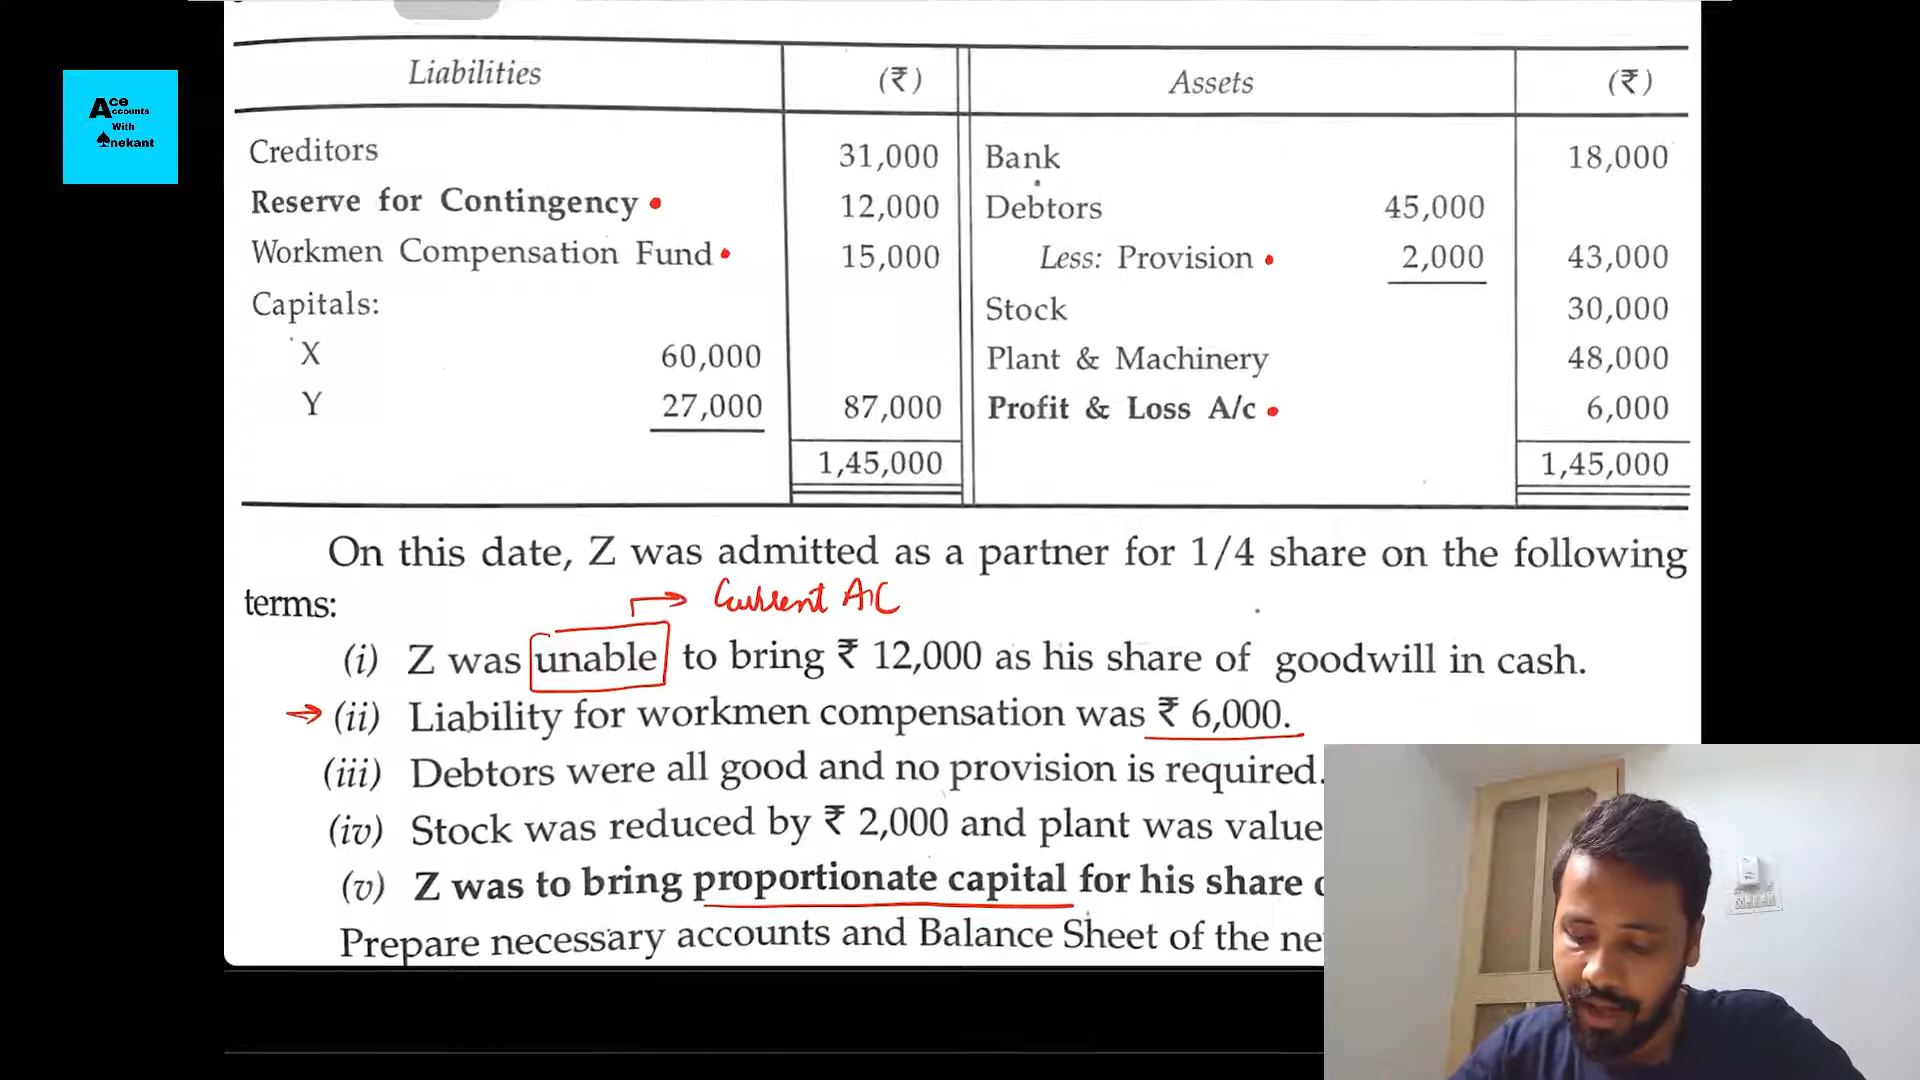 Ace
Accounts
With
Anekant
Liabilities (₹) Assets (₹)
Creditors 31,000 Bank 18,000
Reserve for Contingency 12,000 Debtors 45,000
Workmen Compensation Fund 15,000 Less: Provision 2,000 43,000
Capitals: Stock 30,000
X 60,000 Plant & Machinery 48,000
Y 27,000 87,000 Profit & Loss A/c 6,000
1,45,000 1,45,000
On this date, Z was admitted as a partner for 1/4 share on the following
terms: Current A/C
(i) Z was unable to bring ₹ 12,000 as his share of goodwill in cash.
(ii) Liability for workmen compensation was ₹ 6,000.
(iii) Debtors were all good and no provision is required.
(iv) Stock was reduced by ₹ 2,000 and plant was value
(v) Z was to bring proportionate capital for his share
Prepare necessary accounts and Balance Sheet of the ne